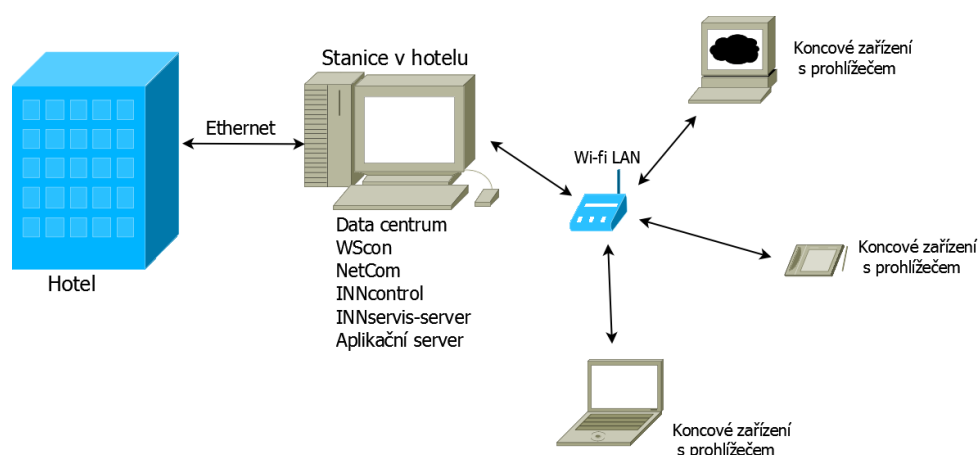 Stanice v hotelu
Ethernet
Hotel
Data centrum
WScon
NetCom
INNcontrol
INNservis-server
Aplikační server
Wi-fi LAN
Koncové zařízení
s prohlížečem
Koncové zařízení
s prohlížečem
Koncové zařízení
s prohlížečem